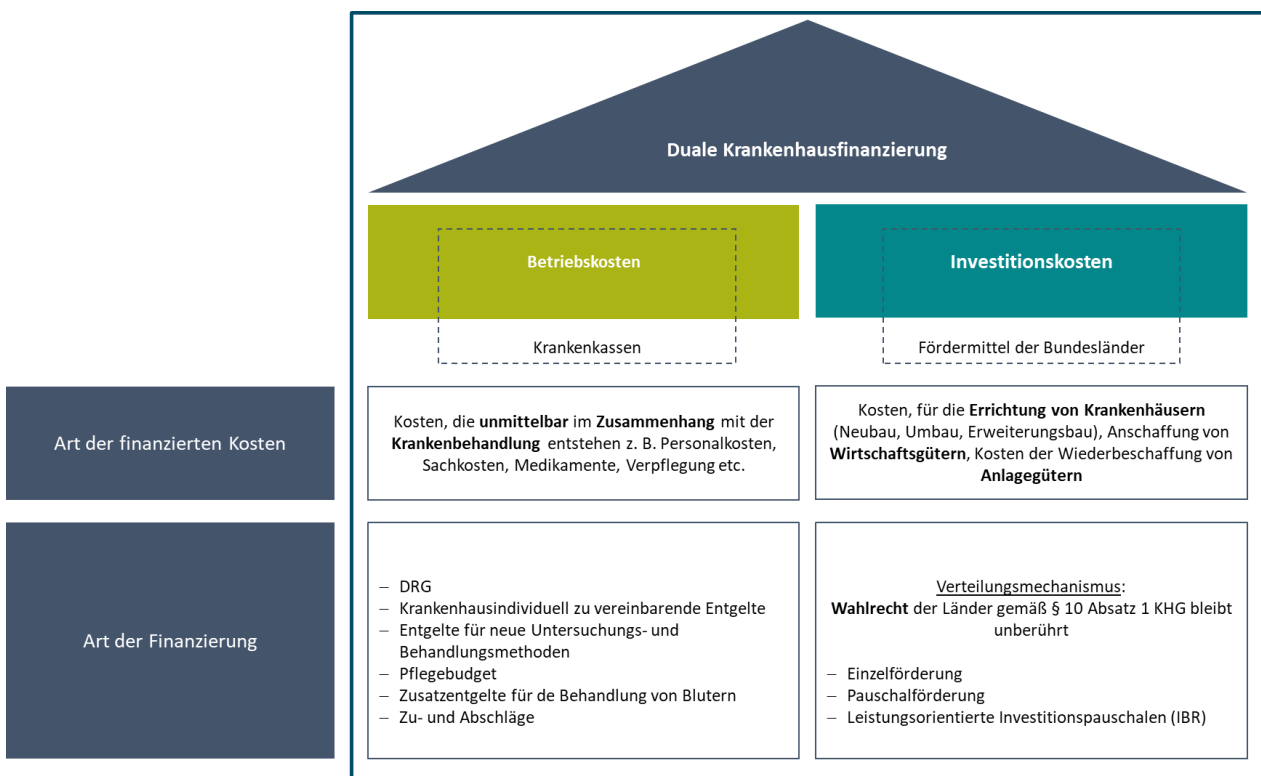 Duale Krankenhausfinanzierung
Betriebskosten
Investitionskosten
Krankenkassen
Fördermittel der Bundesländer
Art der finanzierten Kosten
Kosten, die unmittelbar im Zusammenhang mit der
Krankenbehandlung entstehen z. B. Personalkosten,
Sachkosten, Medikamente, Verpflegung etc.
Kosten, für die Errichtung von Krankenhäusern
(Neubau, Umbau, Erweiterungsbau), Anschaffung von
Wirtschaftsgütern, Kosten der Wiederbeschaffung von
Anlagegütern
Art der Finanzierung
– DRG
– Krankenhausindividuell zu vereinbarende Entgelte
– Entgelte für neue Untersuchungs- und
Behandlungsmethoden
– Pflegebudget
– Zusatzentgelte für de Behandlung von Blutern
– Zu- und Abschläge
Verteilungsmechanismus:
Wahlrecht der Länder gemäß § 10 Absatz 1 KHG bleibt
unberührt
– Einzelförderung
– Pauschalförderung
– Leistungsorientierte Investitionspauschalen (IBR)